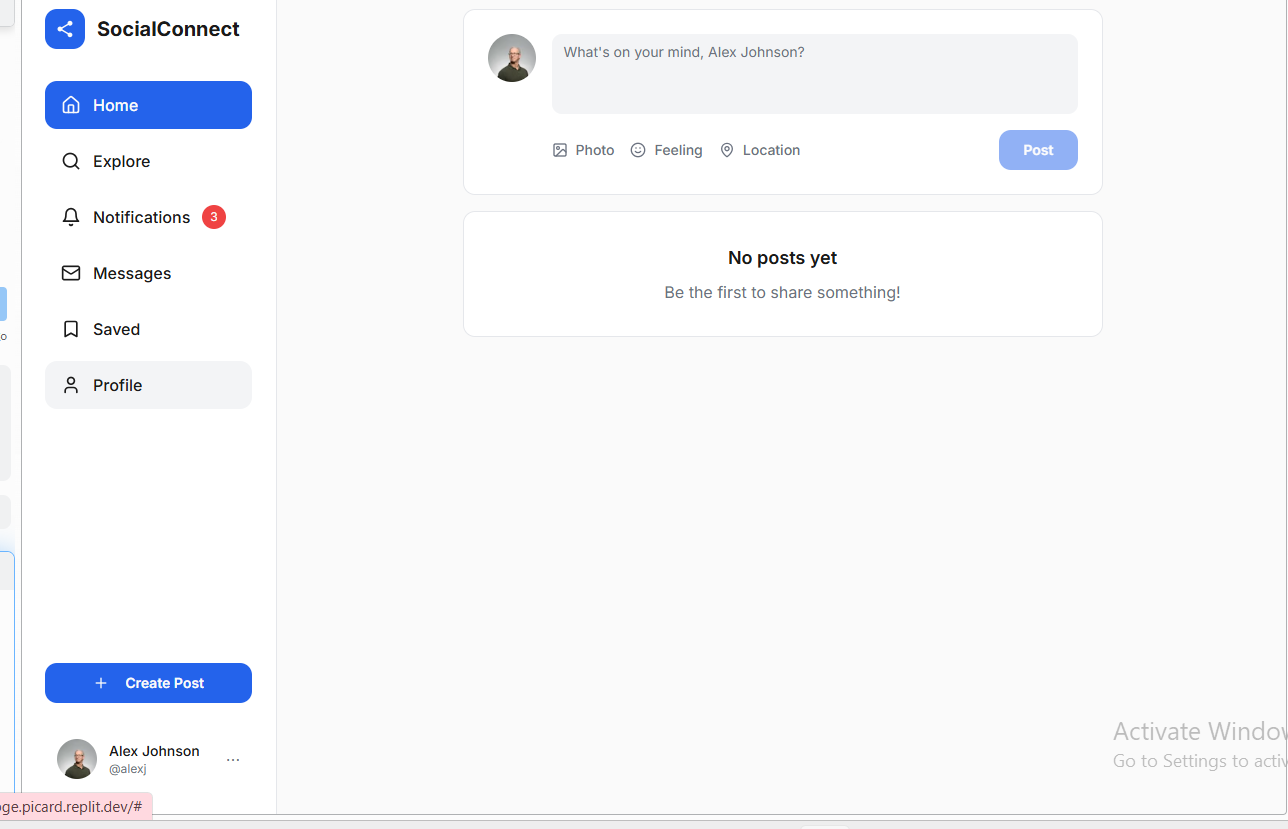 SocialConnect
Home
Explore
Notifications 3
Messages
Saved
Profile
Create Post
Alex Johnson
@alexj
What's on your mind, Alex Johnson?
Photo Feeling Location Post
No posts yet
Be the first to share something!
Activate Window
Go to Settings to activ
ge.picard.replit.dev/#